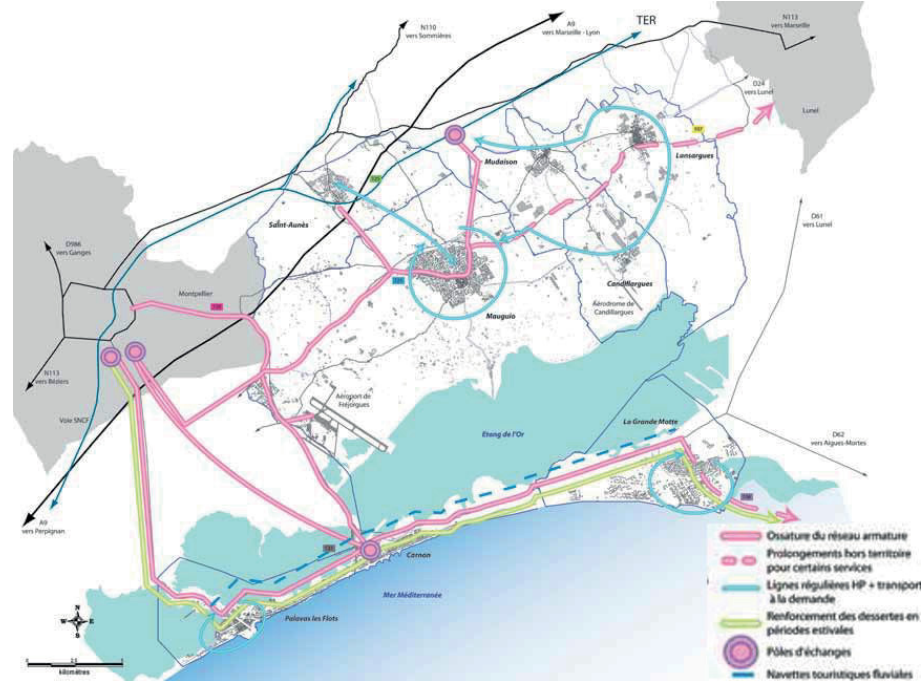 N110
vers Sommières
A9
vers Marseille - Lyon
TER
N113
vers Marseille
D24
vers Lunel
Lunel
Mudaison
Lansargues
Saint-Aunès
D61
vers Lunel
D986
vers Ganges
Montpellier
Candillargues
Aérodrome de
Candillargues
Mauguio
N113
vers Béziers
Aéroport de
Fréjorgues
Voie SNCF
Etang de l'Or
La Grande Motte
D62
vers Aigues-Mortes
A9
vers Perpignan
Carnon
Mer Méditerranée
Palavas les Flots
N
W E
S
kilomètres
Ossature du réseau armature
Prolongements hors territoire
pour certains services
Lignes régulières HP + transport
à la demande
Renforcement des dessertes en
périodes estivales
Pôles d'échanges
Navettes touristiques fluviales